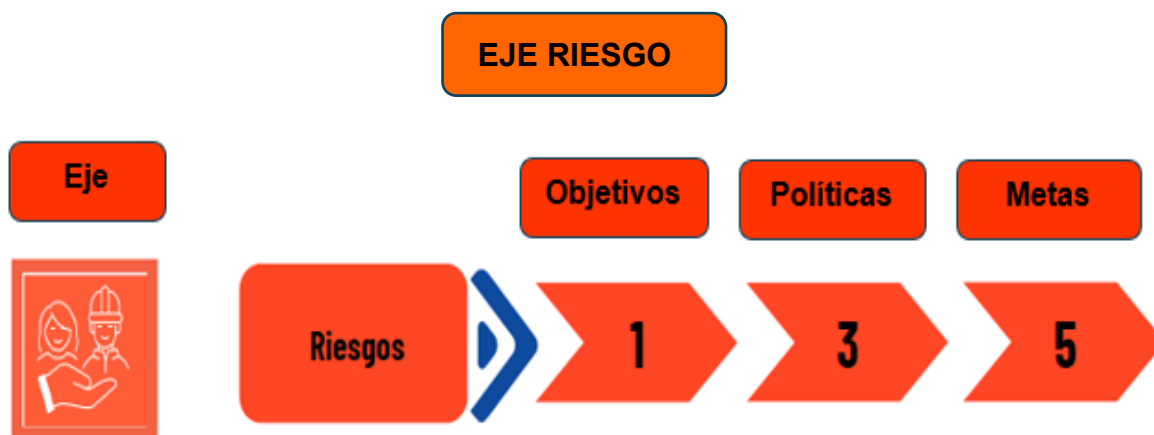 EJE RIESGO
Eje
Objetivos
Políticas
Metas
Riesgos
1
3
5